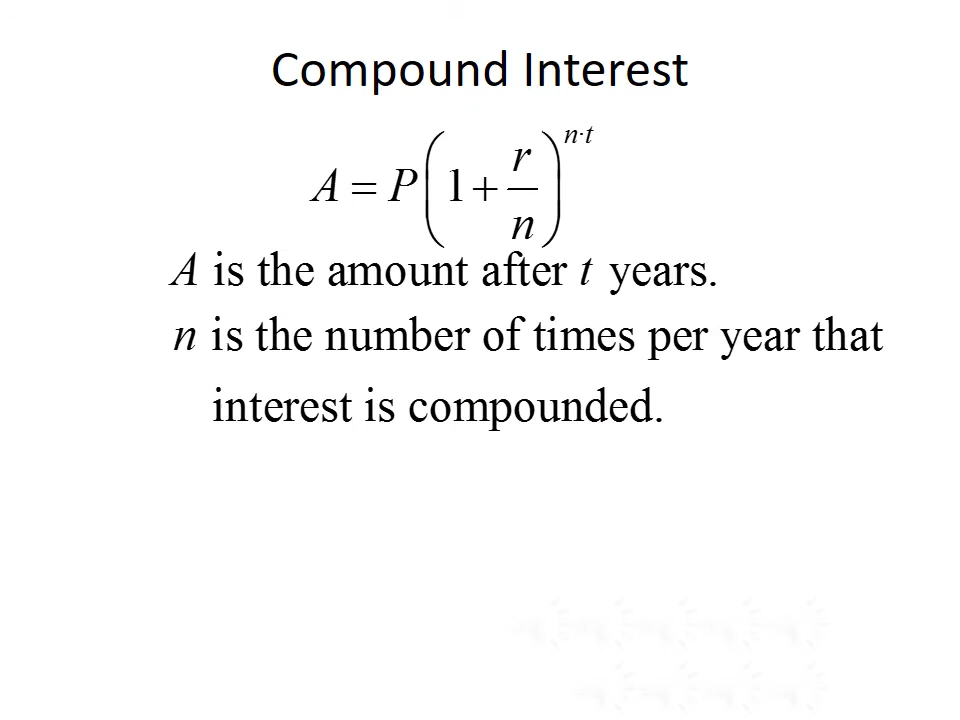 Compound Interest
A = P(1 + r/n)^{n·t}
A is the amount after t years.
n is the number of times per year that
interest is compounded.